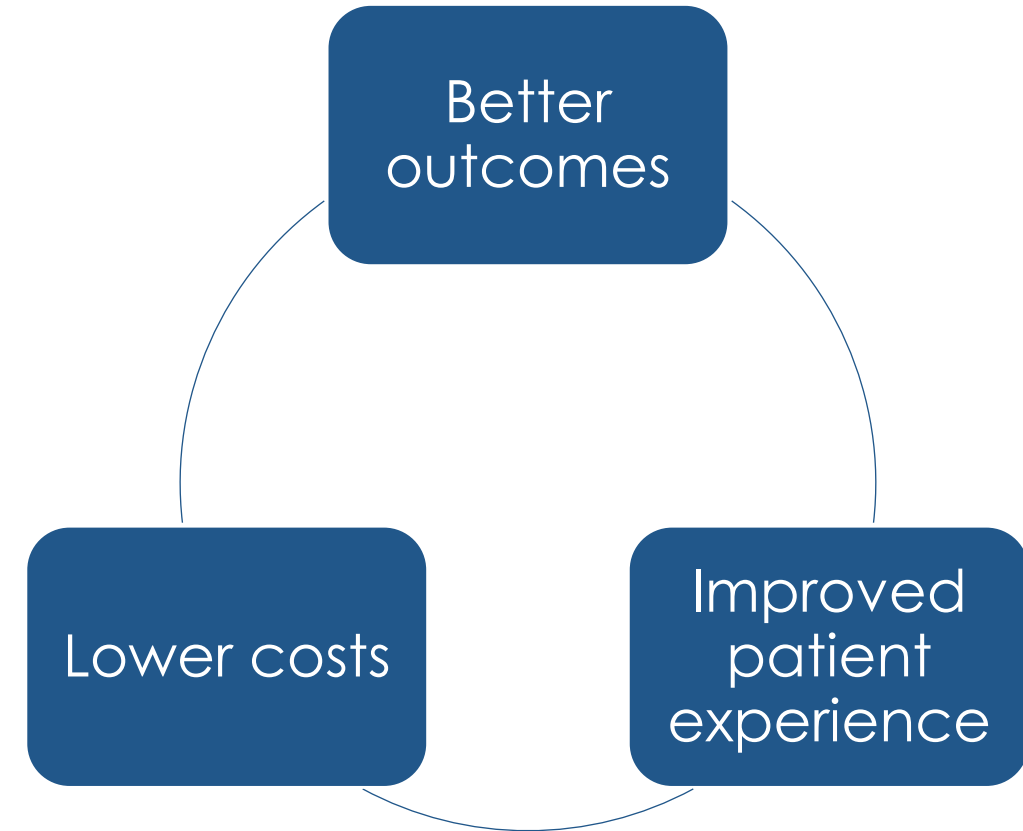 Better
outcomes
Lower costs
Improved
patient
experience